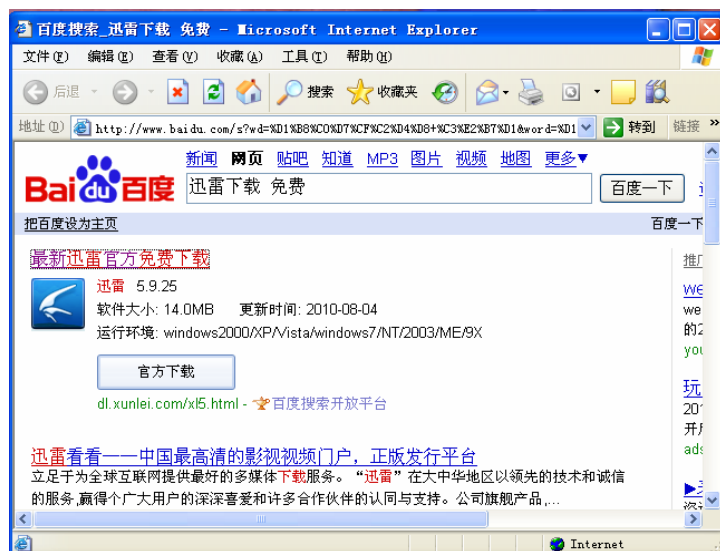 百度搜索_迅雷下载 免费 - Microsoft Internet Explorer
文件(F) 编辑(E) 查看(V) 收藏(A) 工具(T) 帮助(H)
后退 搜索 收藏夹
地址(D) http://www.baidu.com/s?wd=%D1%B8%C0%D7%CF%C2%D4%D8+%C3%E2%B7%D1&word=%D1 转到 链接 »
新闻 网页 贴吧 知道 MP3 图片 视频 地图 更多▼
Bai du 百度 迅雷下载 免费 百度一下
把百度设为主页 百度一下
最新迅雷官方免费下载
迅雷 5.9.25
软件大小: 14.0MB 更新时间: 2010-08-04
运行环境: windows2000/XP/Vista/windows7/NT/2003/ME/9X
官方下载
dl.xunlei.com/xl5.html - 百度搜索开放平台
迅雷看看——中国最高清的影视视频门户，正版发行平台
立足于为全球互联网提供最好的多媒体下载服务。“迅雷”在大中华地区以领先的技术和诚信
的服务,赢得个广大用户的深深喜爱和许多合作伙伴的认同与支持。公司旗舰产品,...
we
we
的2
you
玩
201
开户
ads
Internet